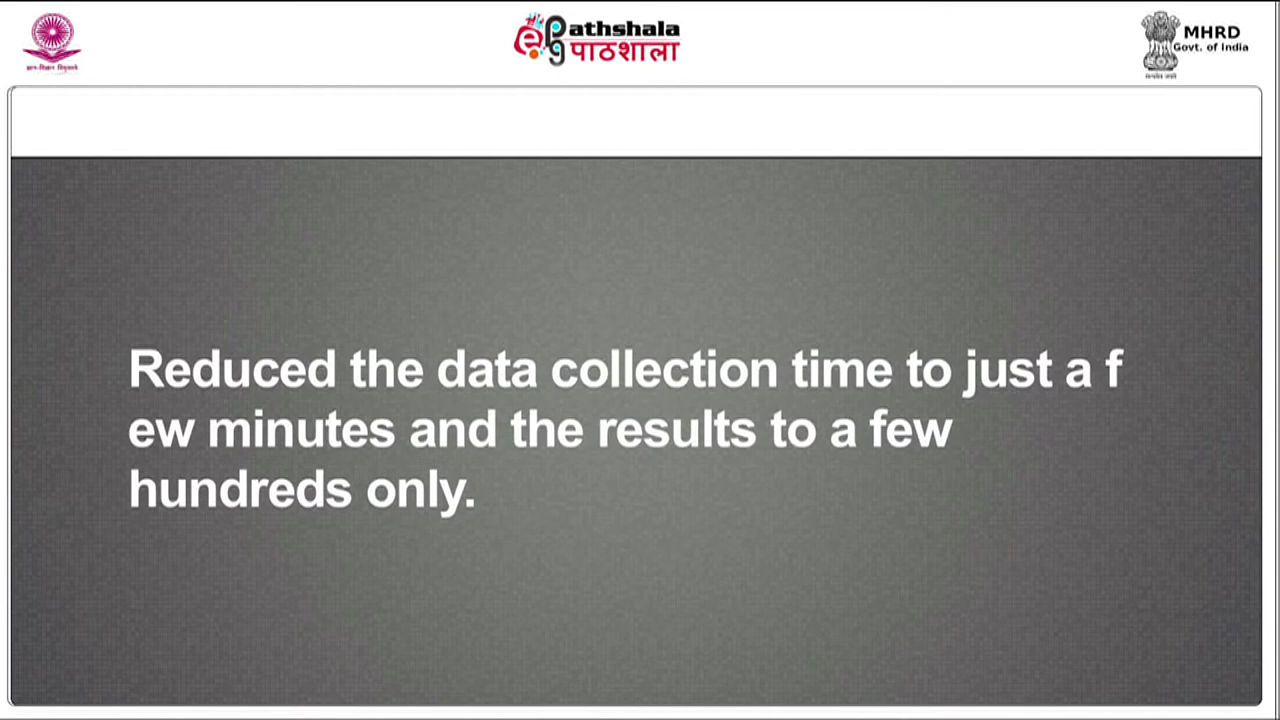 ePathshala
पाठशाला
MHRD
Govt. of India
Reduced the data collection time to just a f
ew minutes and the results to a few
hundreds only.